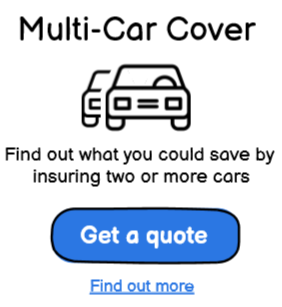 Multi-Car Cover
Find out what you could save by
insuring two or more cars
Get a quote
Find out more